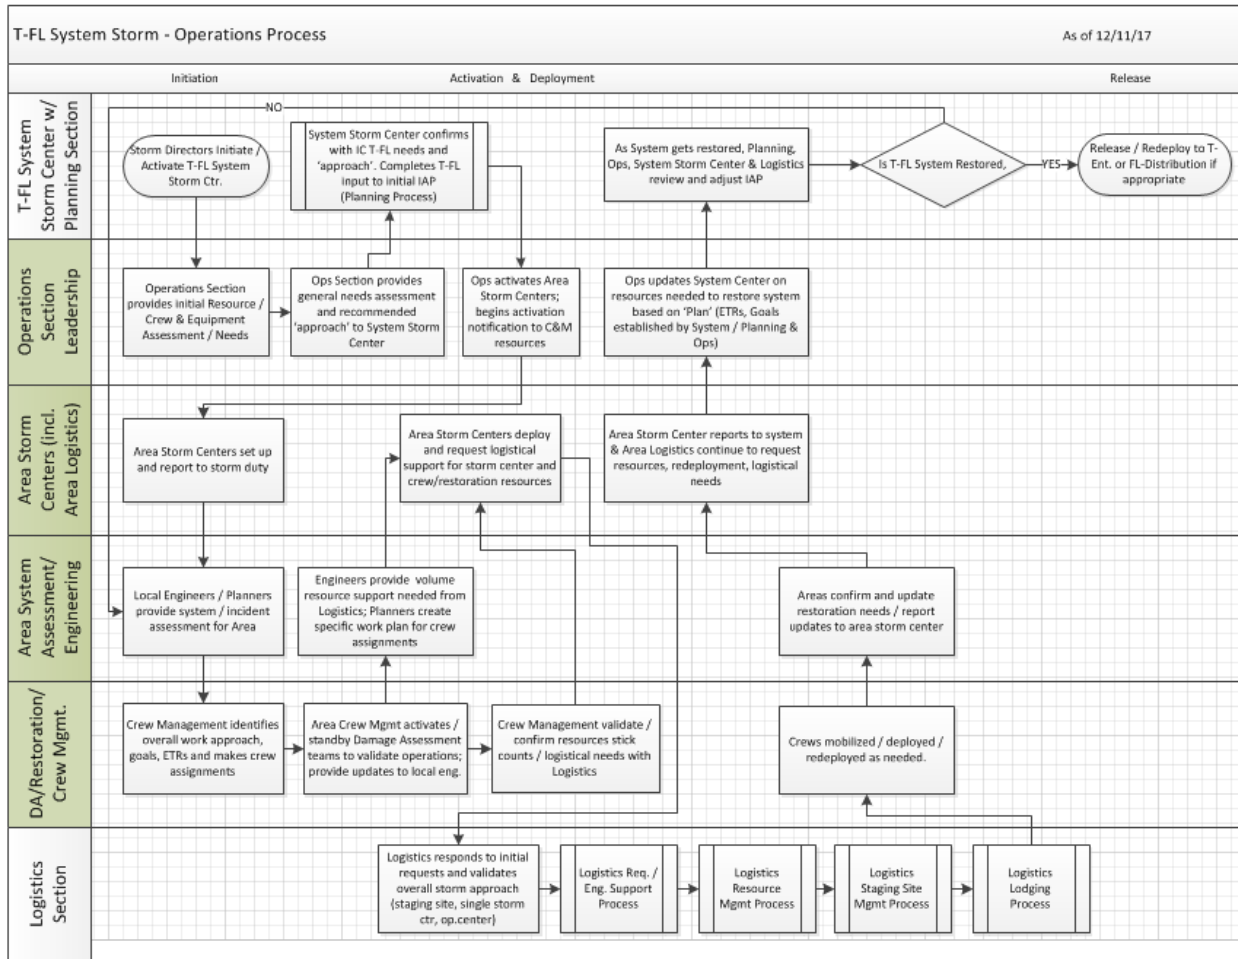 T-FL System Storm - Operations Process
As of 12/11/17
Initiation
Activation & Deployment
Release
T-FL System
Storm Center w/
Planning Section
NO
Storm Directors Initiate /
Activate T-FL System
Storm Ctr.
System Storm Center confirms
with IC T-FL needs and
‘approach’. Completes T-FL
input to initial IAP
(Planning Process)
As System gets restored, Planning,
Ops, System Storm Center & Logistics
review and adjust IAP
Is T-FL System Restored,
YES
Release / Redeploy to T-
Ent. or FL-Distribution if
appropriate
Operations
Section
Leadership
Operations Section
provides initial Resource /
Crew & Equipment
Assessment / Needs
Ops Section provides
general needs assessment
and recommended
‘approach’ to System Storm
Center
Ops activates Area
Storm Centers;
begins activation
notification to C&M
resources
Ops updates System Center on
resources needed to restore system
based on ‘Plan’ (ETRs, Goals
established by System / Planning &
Ops)
Area Storm
Centers (incl.
Area Logistics)
Area Storm Centers set up
and report to storm duty
Area Storm Centers deploy
and request logistical
support for storm center and
crew/restoration resources
Area Storm Center reports to system
& Area Logistics continue to request
resources, redeployment, logistical
needs
Area System
Assessment/
Engineering
Local Engineers / Planners
provide system / incident
assessment for Area
Engineers provide volume
resource support needed from
Logistics; Planners create
specific work plan for crew
assignments
Areas confirm and update
restoration needs / report
updates to area storm center
DA/Restoration/
Crew Mgmt.
Crew Management identifies
overall work approach,
goals, ETRs and makes crew
assignments
Area Crew Mgmt activates /
standby Damage Assessment
teams to validate operations;
provide updates to local eng.
Crew Management validate /
confirm resources stick
counts / logistical needs with
Logistics
Crews mobilized / deployed /
redeployed as needed.
Logistics
Section
Logistics responds to initial
requests and validates
overall storm approach
(staging site, single storm
ctr, op.center)
Logistics Req. /
Eng. Support
Process
Logistics
Resource
Mgmt Process
Logistics
Staging Site
Mgmt Process
Logistics
Lodging
Process